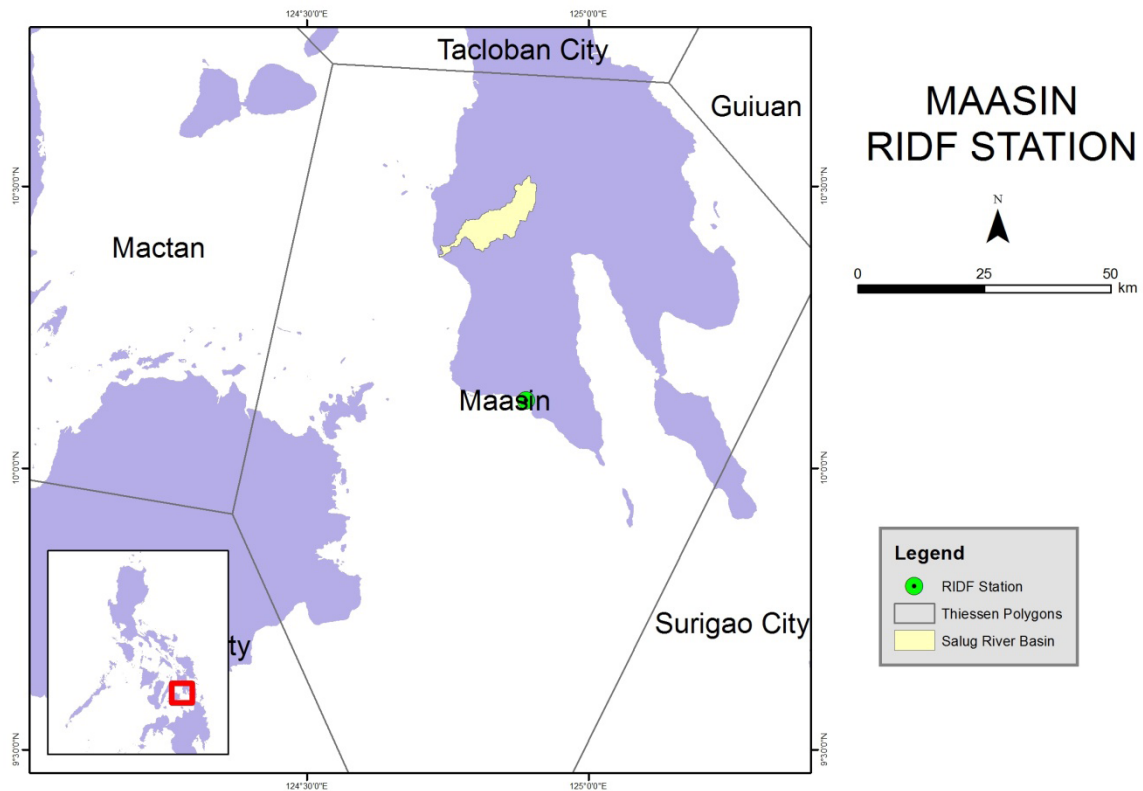 124°30'0"E
125°0'0"E
Tacloban City
Guiuan
MAASIN
RIDF STATION
N
10°30'0"N
10°30'0"N
Mactan
0
25
50
km
Maasin
10°0'0"N
10°0'0"N
Legend
RIDF Station
Thiessen Polygons
Salug River Basin
Surigao City
ty
9°30'0"N
9°30'0"N
124°30'0"E
125°0'0"E